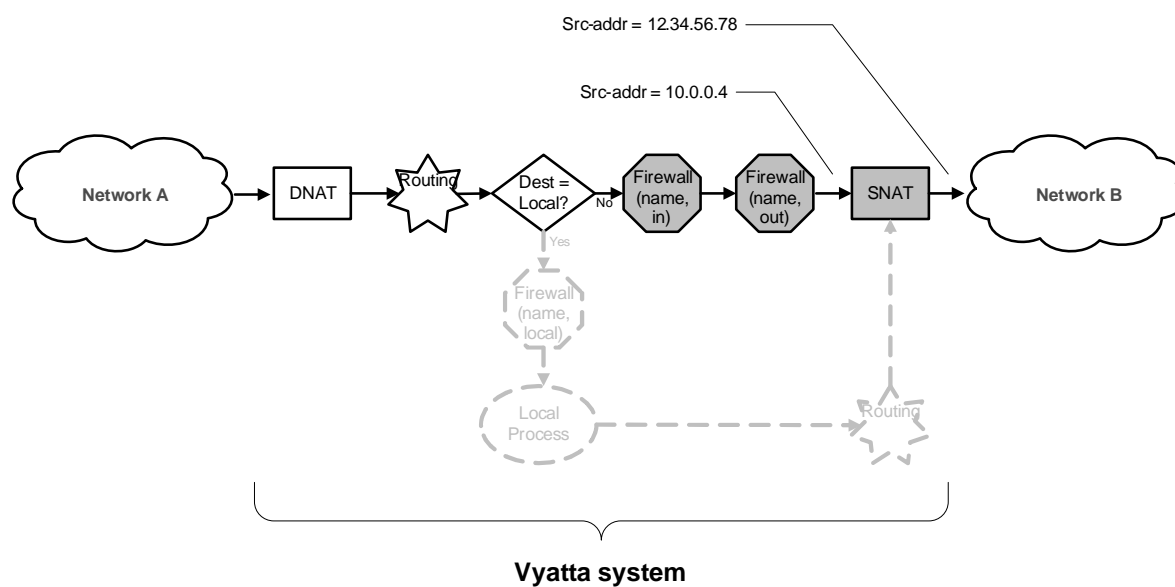 Src-addr = 12.34.56.78
Src-addr = 10.0.0.4
Network A
DNAT
Routing
Dest =
Local?
No
Firewall
(name,
in)
Firewall
(name,
out)
SNAT
Network B
Yes
Firewall
(name,
local)
Local
Process
Routing
Vyatta system